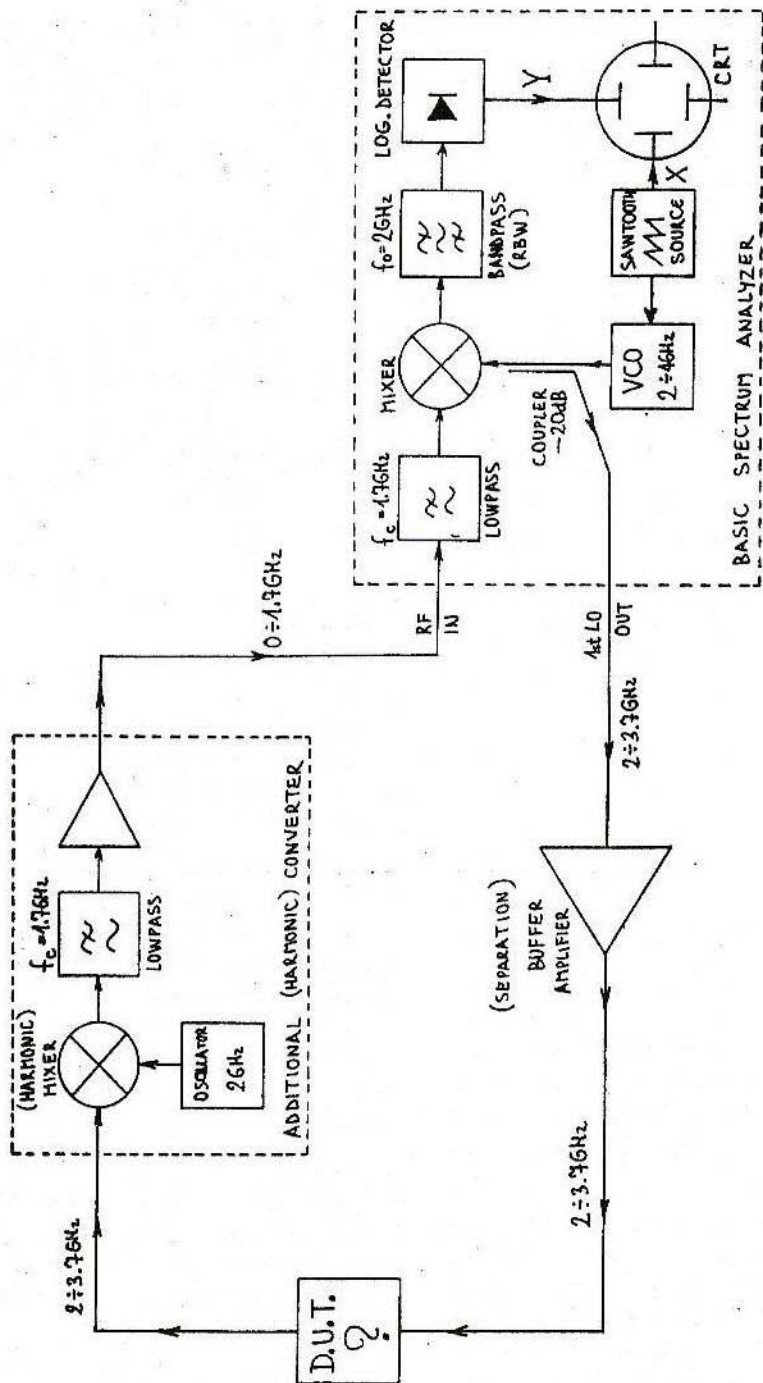 2÷3.7GHz
(HARMONIC)
MIXER
OSCILLATOR
2GHz
fc=1.7GHz
LOWPASS
ADDITIONAL (HARMONIC) CONVERTER
0÷1.7GHz
D.U.T.
?
RF
IN
fc=1.7GHz
LOWPASS
MIXER
f0=2GHz
BANDPASS
(RBW)
LOG. DETECTOR
Y
COUPLER
-20dB
VCO
2÷4GHz
SAWTOOTH
SOURCE
X
CRT
1st LO
OUT
BASIC SPECTRUM ANALYZER
2÷3.7GHz
(SEPARATION)
BUFFER
AMPLIFIER
2÷3.7GHz